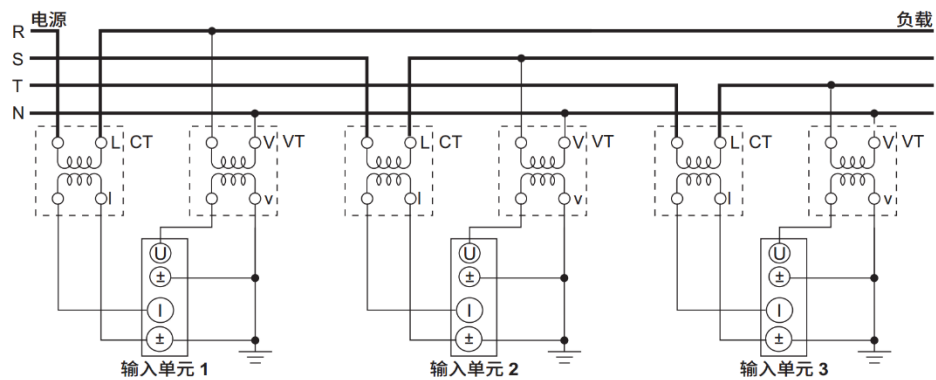 电源 负载
R
S
T
N
L CT V VT L CT V VT L CT V VT
l v l v l v
U U U
± ± ±
I I I
± ± ±
输入单元 1 输入单元 2 输入单元 3